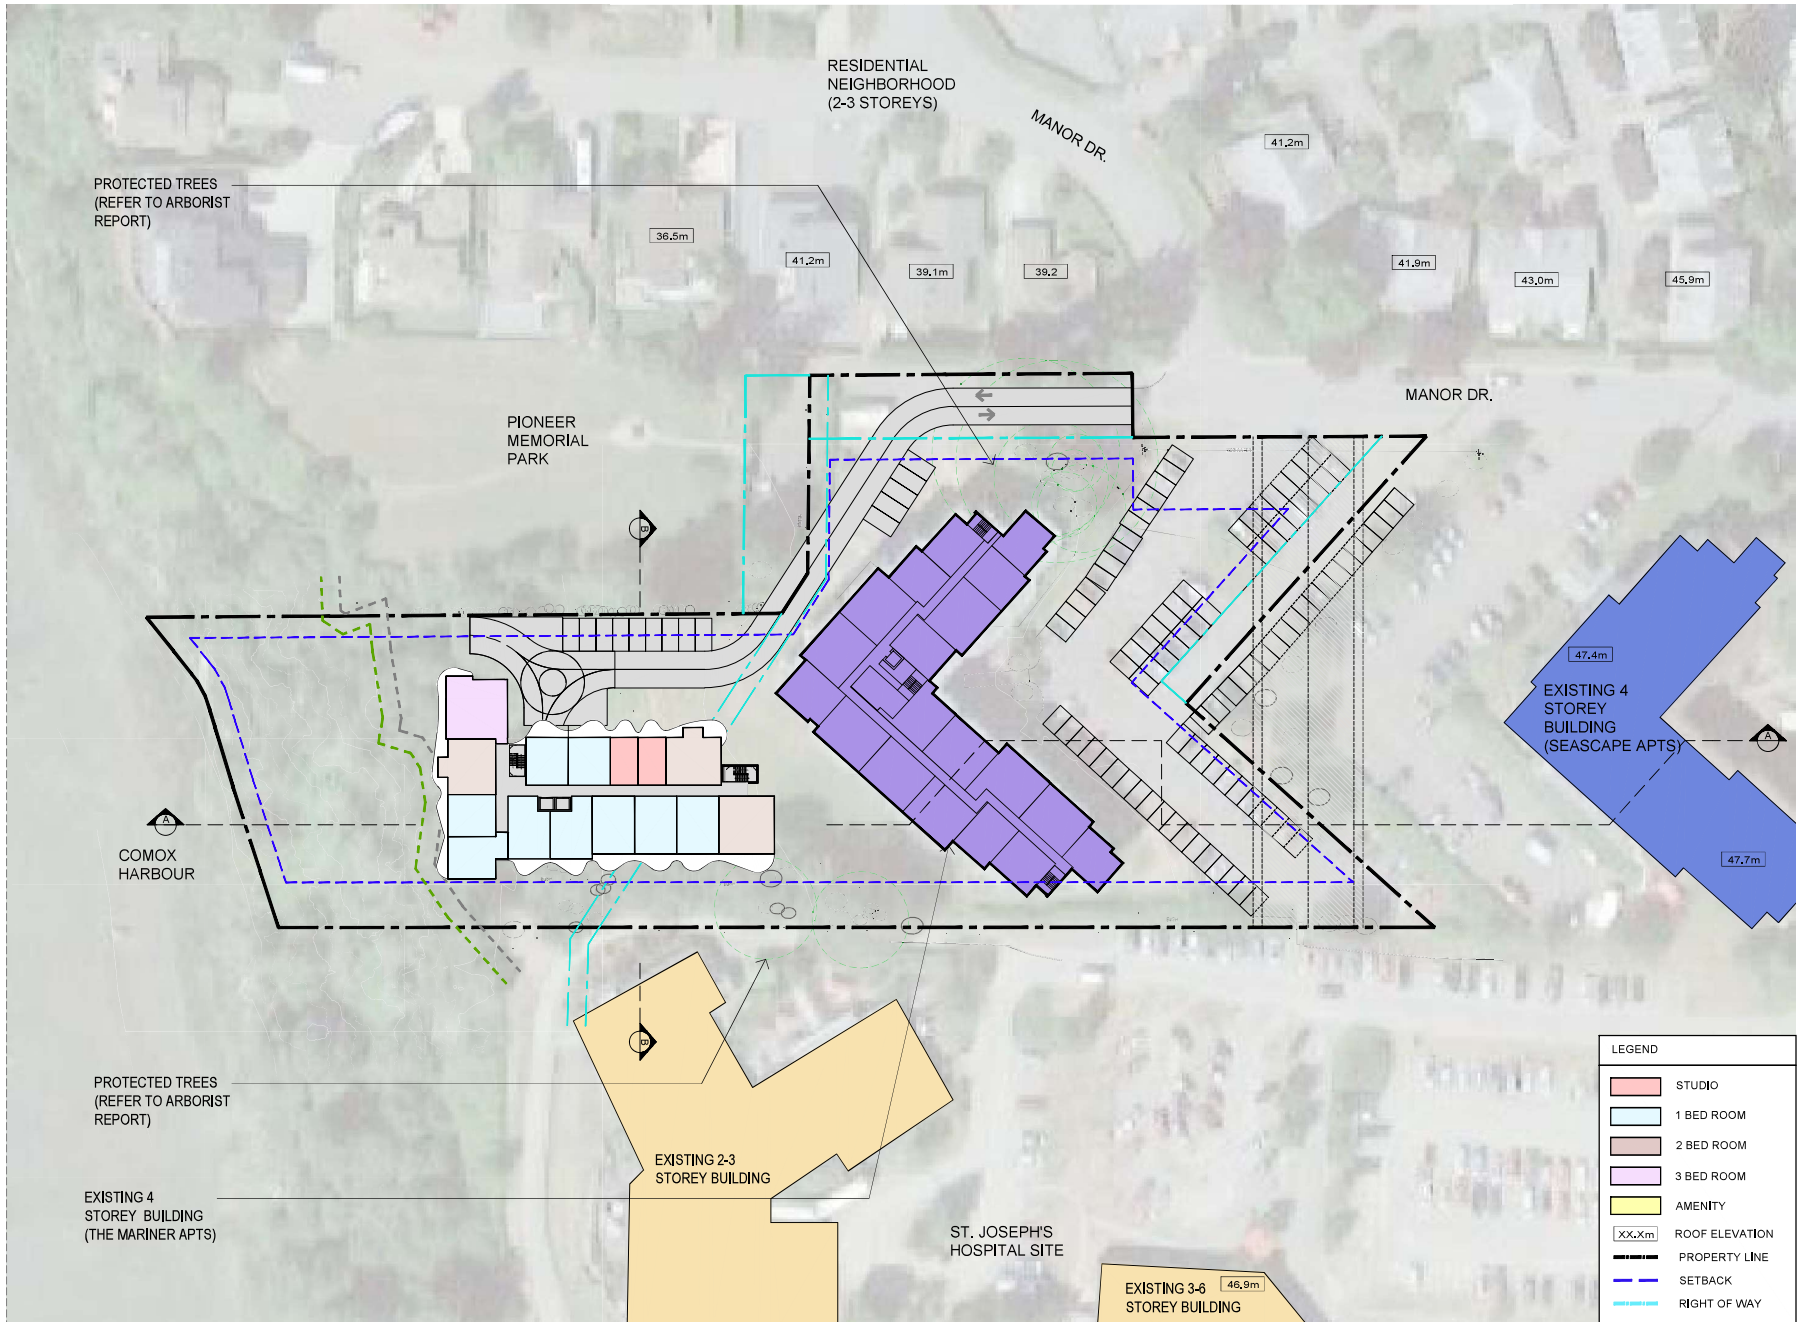 RESIDENTIAL
NEIGHBORHOOD
(2-3 STOREYS)
MANOR DR.
41.2m
PROTECTED TREES
(REFER TO ARBORIST
REPORT)
36.5m
41.2m
39.1m
39.2
41.9m
43.0m
45.9m
MANOR DR.
PIONEER
MEMORIAL
PARK
B
47.4m
EXISTING 4
STOREY
BUILDING
(SEASCAPE APTS)
A
A
COMOX
HARBOUR
47.7m
B
PROTECTED TREES
(REFER TO ARBORIST
REPORT)
EXISTING 2-3
STOREY BUILDING
EXISTING 4
STOREY BUILDING
(THE MARINER APTS)
ST. JOSEPH'S
HOSPITAL SITE
EXISTING 3-6
STOREY BUILDING
46.9m
LEGEND
STUDIO
1 BED ROOM
2 BED ROOM
3 BED ROOM
AMENITY
XX.Xm ROOF ELEVATION
PROPERTY LINE
SETBACK
RIGHT OF WAY